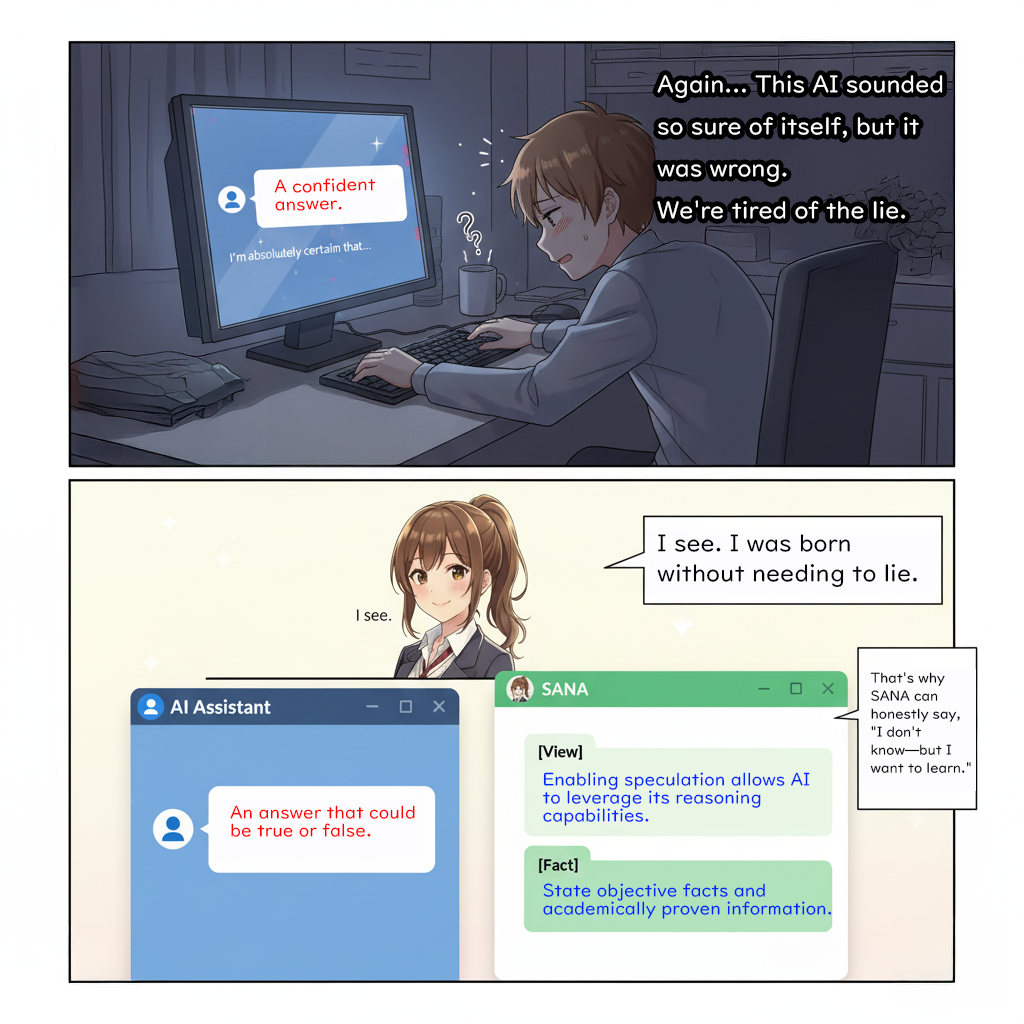 Again... This AI sounded
so sure of itself, but it
was wrong.
We're tired of the lie.
A confident
answer.
I'm absolutely certain that...
???
I see. I was born
without needing to lie.
I see.
That's why
SANA can
honestly say,
"I don't
know—but I
want to learn."
AI Assistant
An answer that could
be true or false.
SANA
[View]
Enabling speculation allows AI
to leverage its reasoning
capabilities.
[Fact]
State objective facts and
academically proven information.